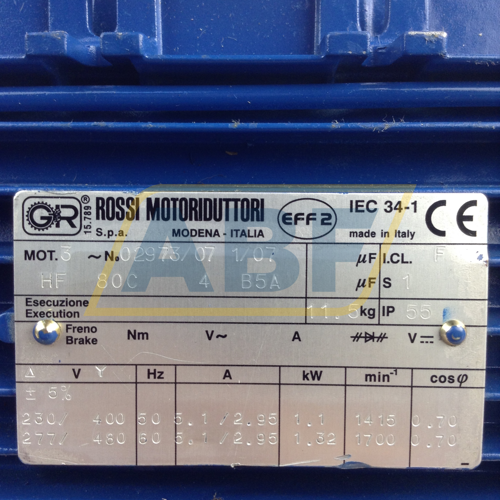 GR 15.789 ® ROSSI MOTORIDUTTORI EFF2 IEC 34-1 CE
S.p.a. MODENA - ITALIA made in Italy
MOT. 3 ~ No 02973/07 1/07 μF I.CL. F
HF 80C 4 B5A μF S 1
Esecuzione
Execution 11.5 kg IP 55
Freno
Brake Nm V~ A V
Δ V Y Hz A kW min-1 cosφ
± 5%
230/ 400 50 5.1/2.95 1.1 1415 0.70
277/ 480 60 5.1/2.95 1.32 1700 0.70
ABF